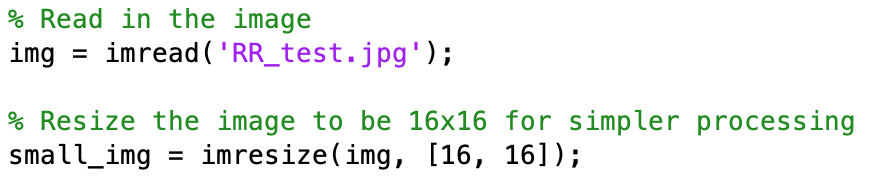 % Read in the image
img = imread('RR_test.jpg');
% Resize the image to be 16x16 for simpler processing
small_img = imresize(img, [16, 16]);